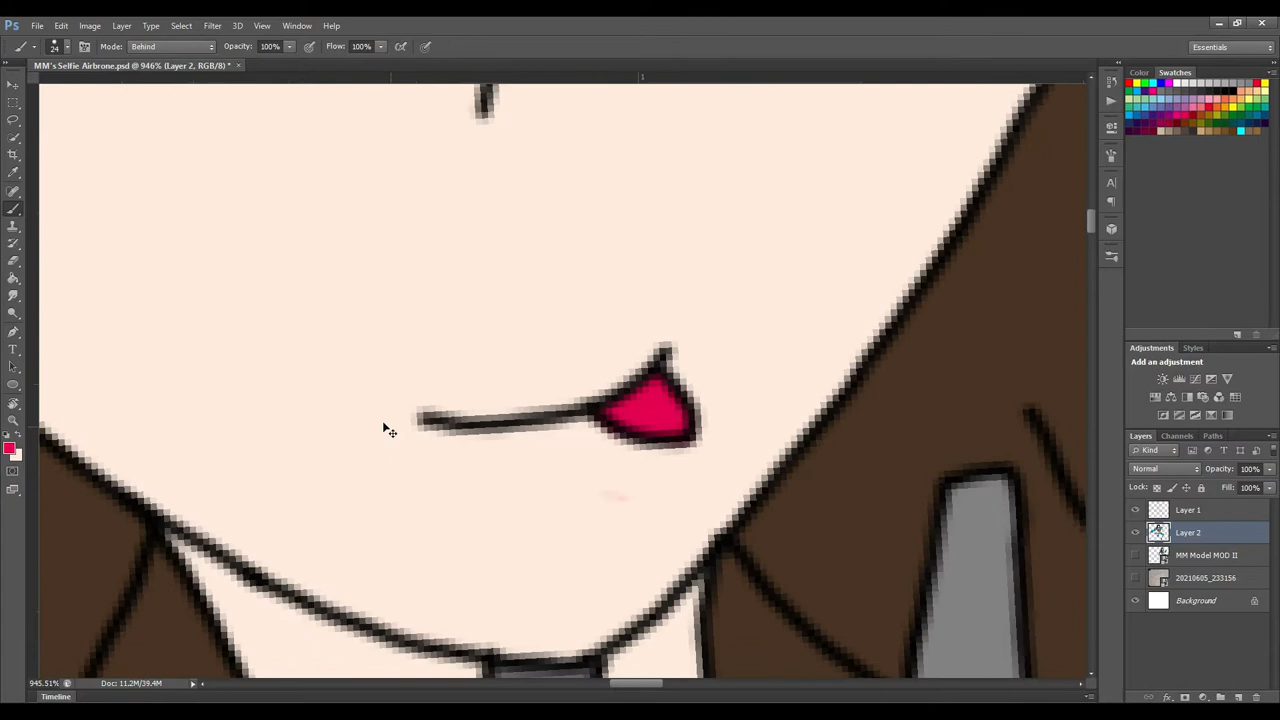 Ps File Edit Image Layer Type Select Filter 3D View Window Help
24 Mode: Behind Opacity: 100% Flow: 100% Essentials
MM's Selfie Airbrone.psd @ 946% (Layer 2, RGB/8) *
1
Color Swatches
Adjustments Styles
Add an adjustment
Layers Channels Paths
Kind
Normal Opacity: 100%
Lock: Fill: 100%
Layer 1
Layer 2
MM Model MOD II
20210605_233156
Background
945.51% Doc: 11.2M/39.4M
Timeline